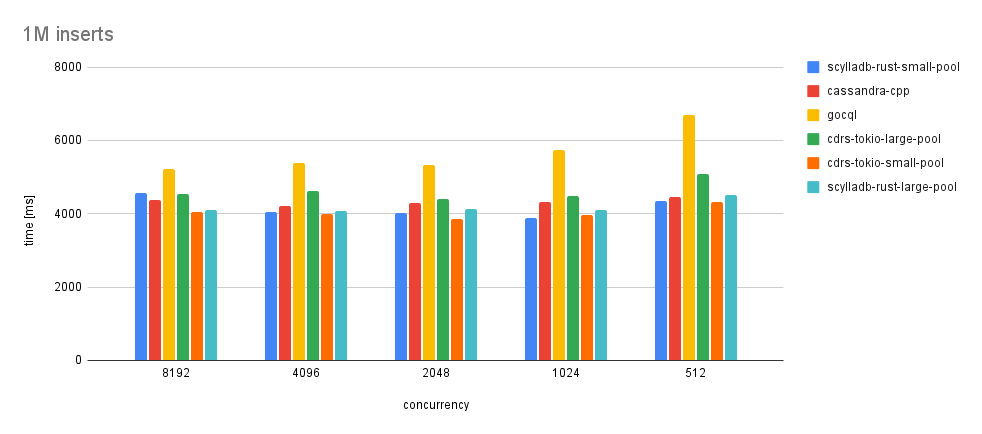 1M inserts
8000
6000
4000
2000
0
time [ms]
8192
4096
2048
1024
512
concurrency
scylladb-rust-small-pool
cassandra-cpp
gocql
cdrs-tokio-large-pool
cdrs-tokio-small-pool
scylladb-rust-large-pool